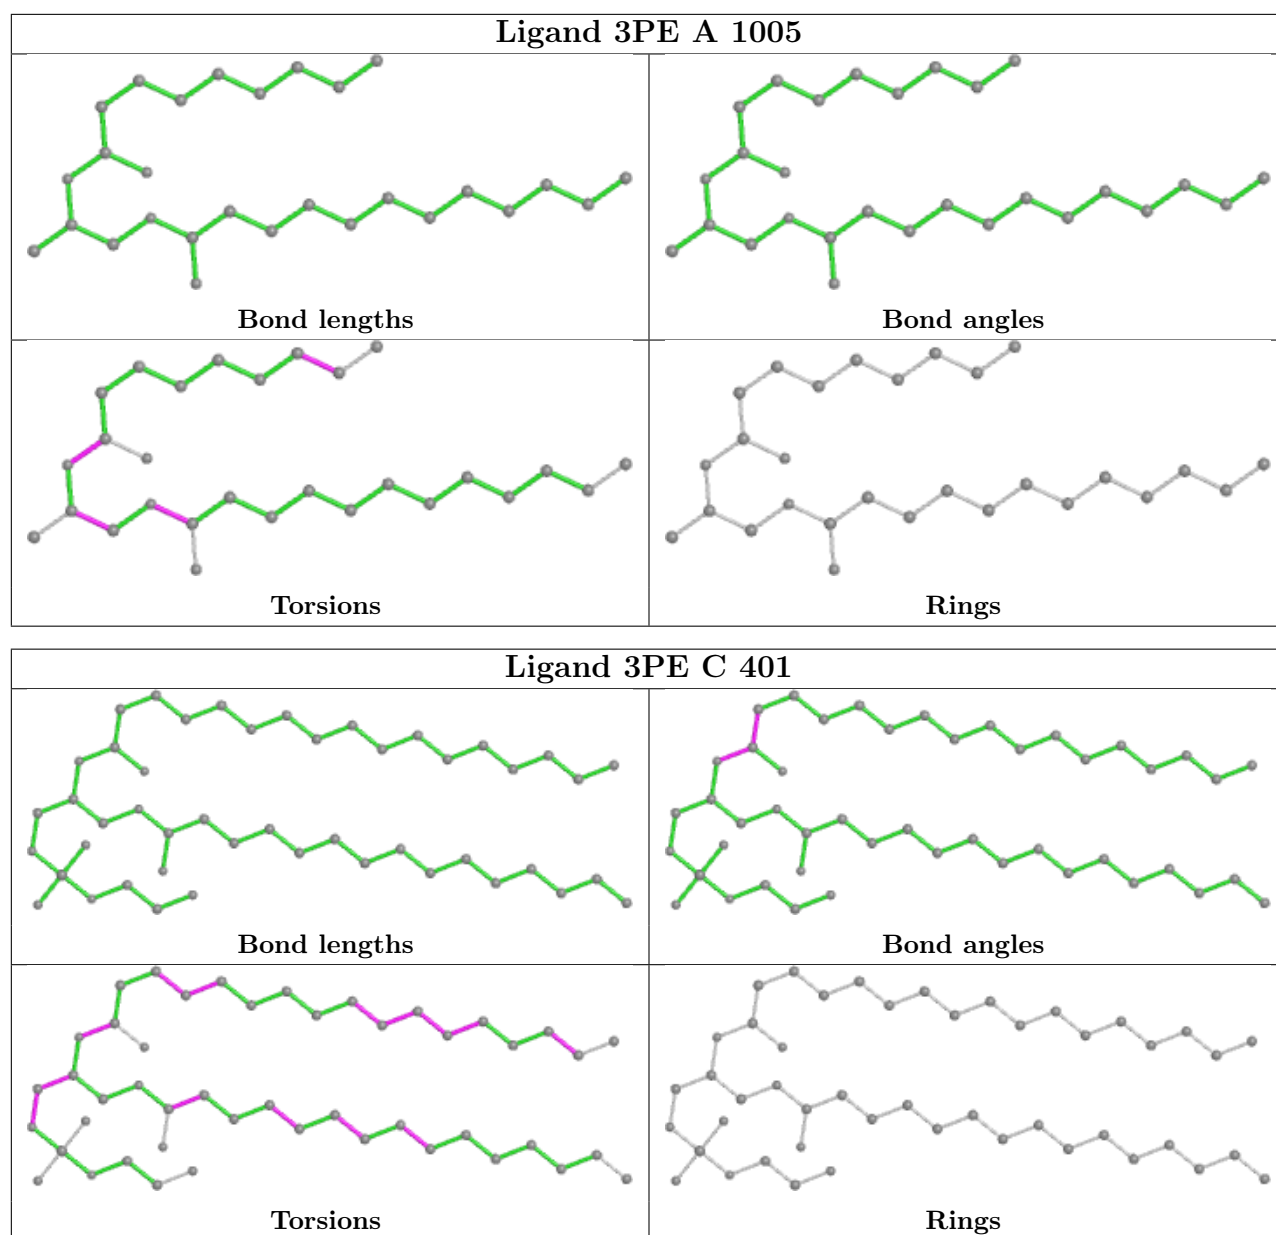 Ligand 3PE A 1005
Bond lengths
Bond angles
Torsions
Rings
Ligand 3PE C 401
Bond lengths
Bond angles
Torsions
Rings